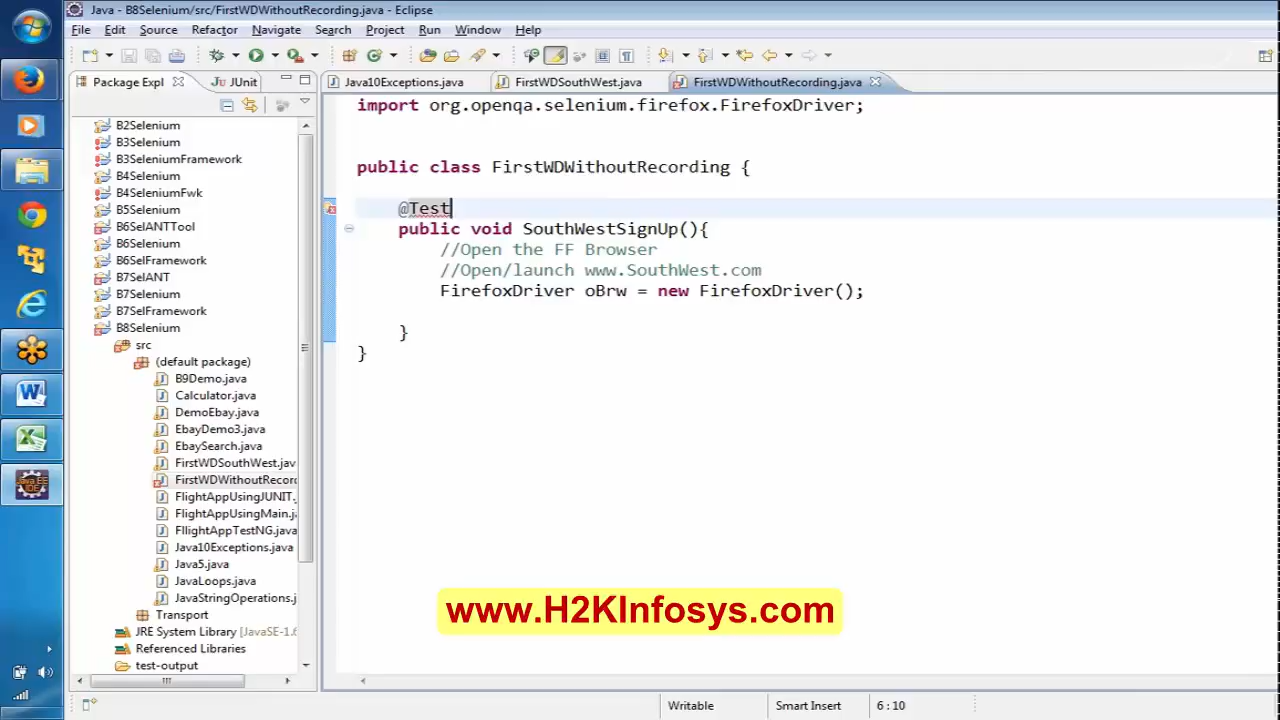 Java - B8Selenium/src/FirstWDWithoutRecording.java - Eclipse
File Edit Source Refactor Navigate Search Project Run Window Help
Package Expl JUnit Java10Exceptions.java FirstWDSouthWest.java FirstWDWithoutRecording.java
B2Selenium
B3Selenium
B3SeleniumFramework
B4Selenium
B4SeleniumFwk
B5Selenium
B6SelANTTool
B6Selenium
B6SelFramework
B7SelANT
B7Selenium
B7SelFramework
B8Selenium
src
(default package)
B9Demo.java
Calculator.java
DemoEbay.java
EbayDemo3.java
EbaySearch.java
FirstWDSouthWest.jav
FirstWDWithoutRecord
FlightAppUsingJUNIT.
FlightAppUsingMain.j
FllightAppTestNG.java
Java10Exceptions.java
Java5.java
JavaLoops.java
JavaStringOperations.j
Transport
JRE System Library [JavaSE-1.6
Referenced Libraries
test-output
import org.openqa.selenium.firefox.FirefoxDriver;
public class FirstWDWithoutRecording {
@Test
public void SouthWestSignUp(){
//Open the FF Browser
//Open/launch www.SouthWest.com
FirefoxDriver oBrw = new FirefoxDriver();
}
}
www.H2KInfosys.com
Java EE
IDE
Writable Smart Insert 6 : 10